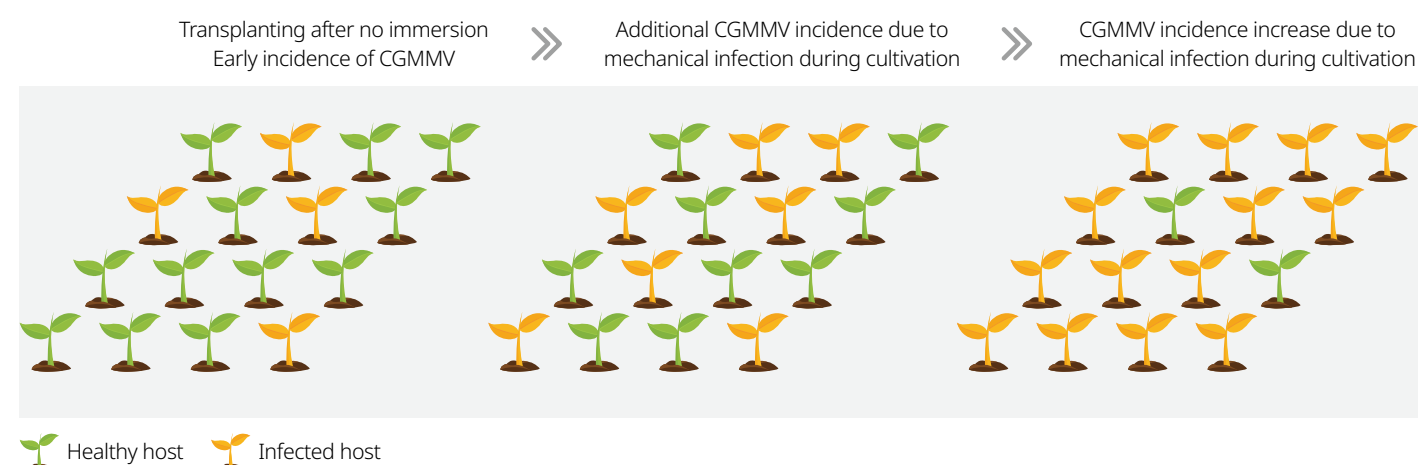 Transplanting after no immersion
Early incidence of CGMMV
Additional CGMMV incidence due to
mechanical infection during cultivation
CGMMV incidence increase due to
mechanical infection during cultivation
Healthy host
Infected host